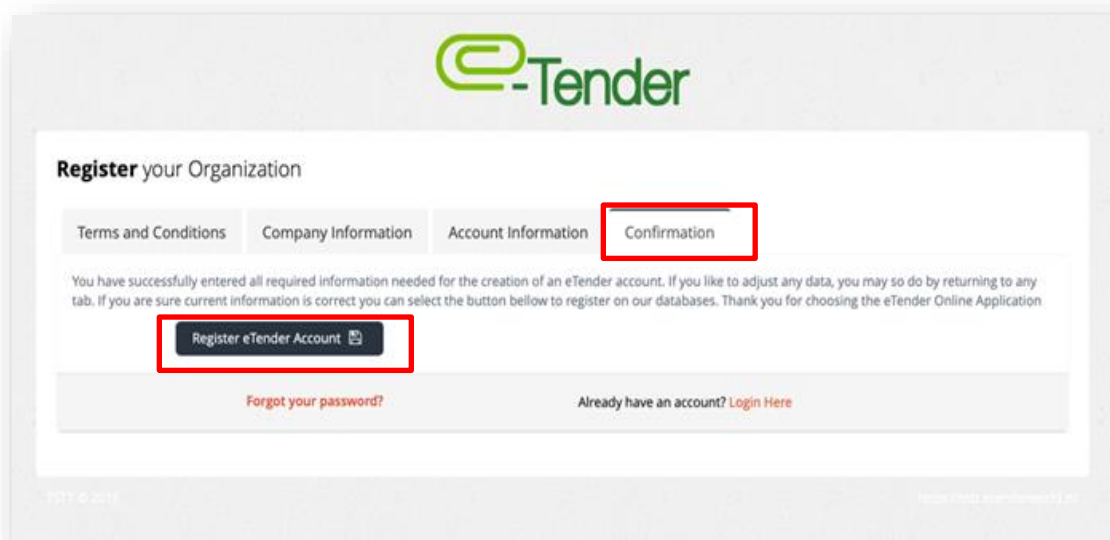 e-Tender
Register your Organization
Terms and Conditions Company Information Account Information Confirmation
You have successfully entered all required information needed for the creation of an eTender account. If you like to adjust any data, you may so do by returning to any
tab. If you are sure current information is correct you can select the button bellow to register on our databases. Thank you for choosing the eTender Online Application
Register eTender Account
Forgot your password? Already have an account? Login Here